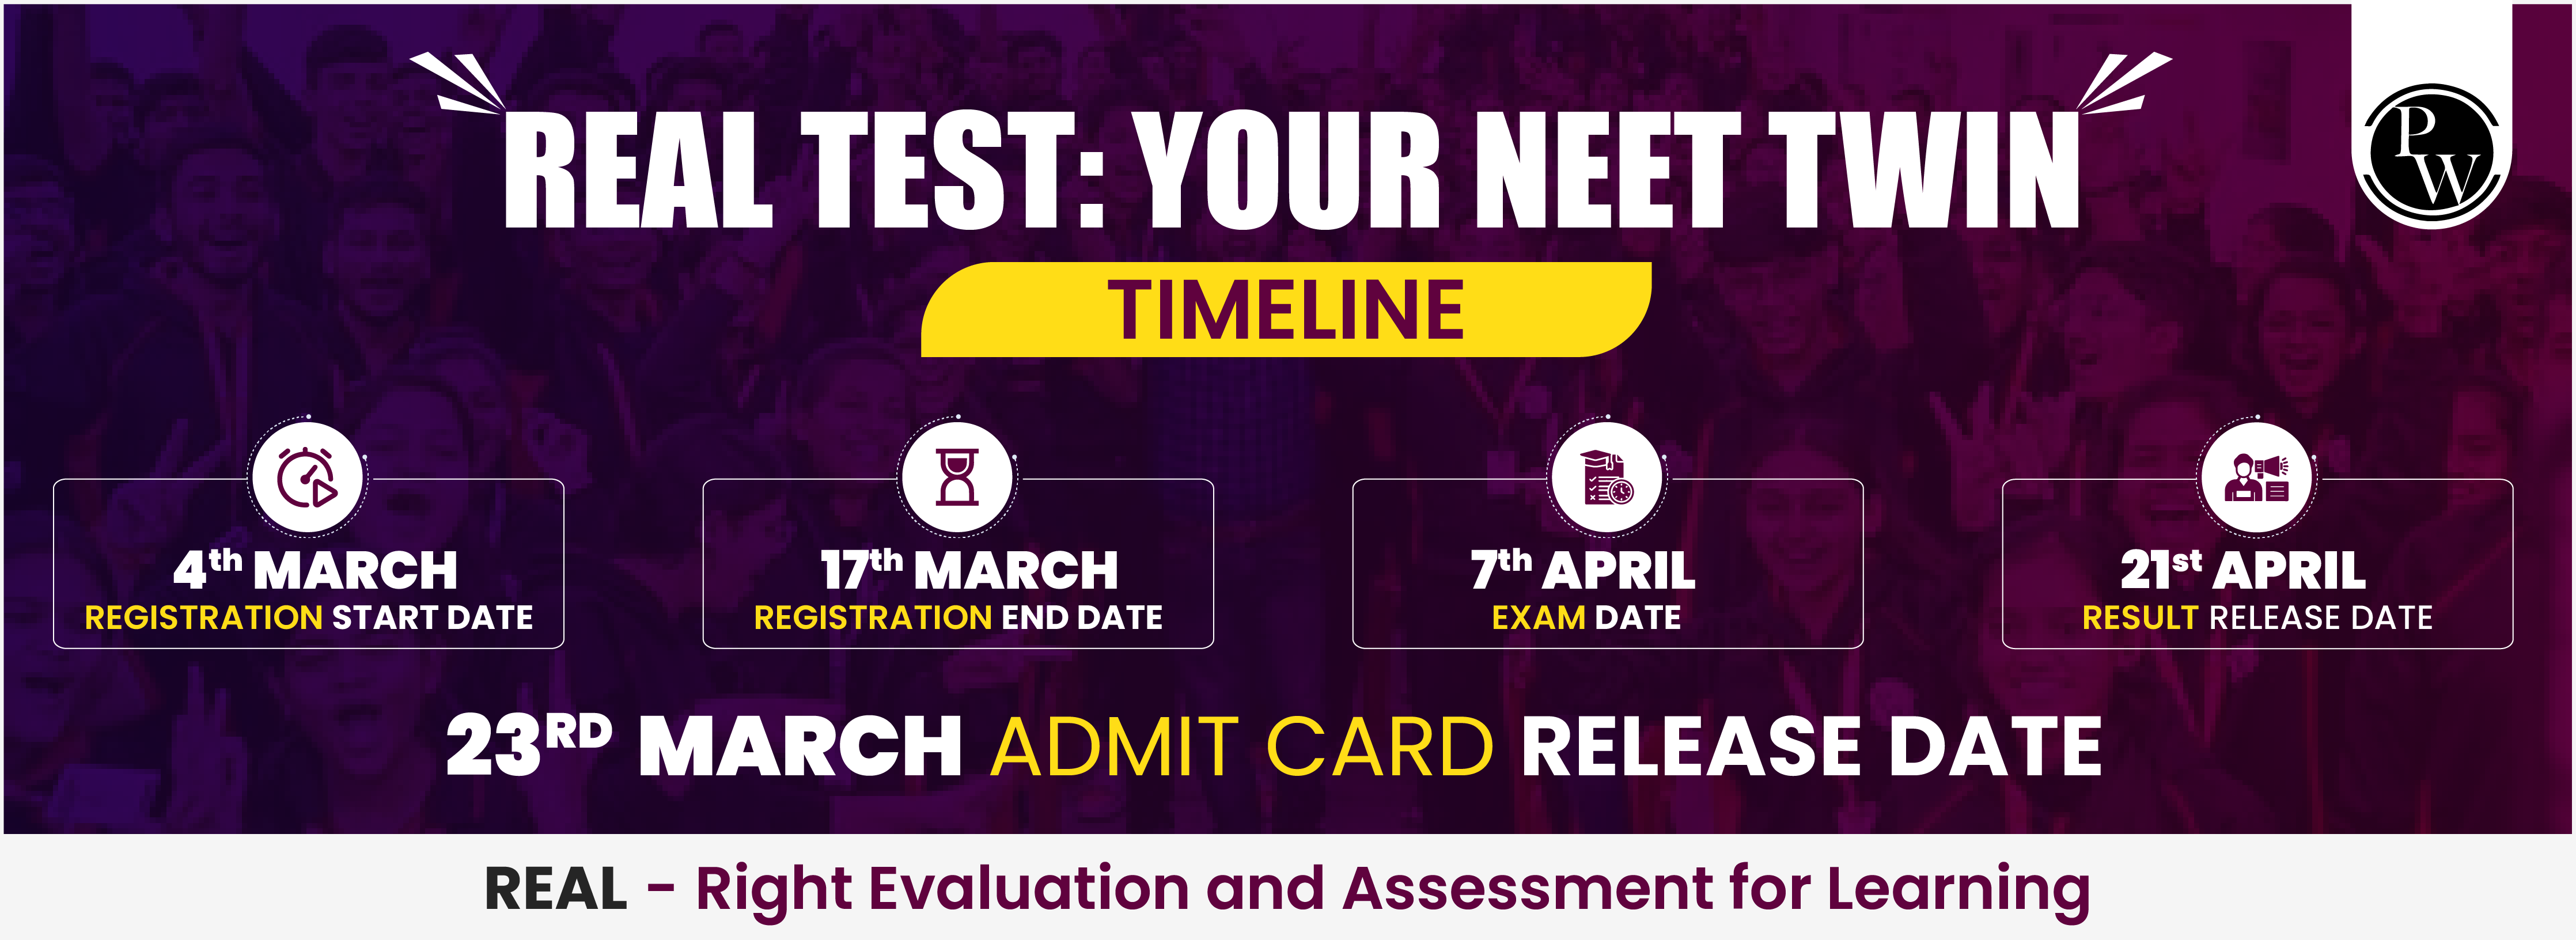 REAL TEST: YOUR NEET TWIN
PW
TIMELINE
4th MARCH
REGISTRATION START DATE
17th MARCH
REGISTRATION END DATE
7th APRIL
EXAM DATE
21st APRIL
RESULT RELEASE DATE
23RD MARCH ADMIT CARD RELEASE DATE
REAL - Right Evaluation and Assessment for Learning